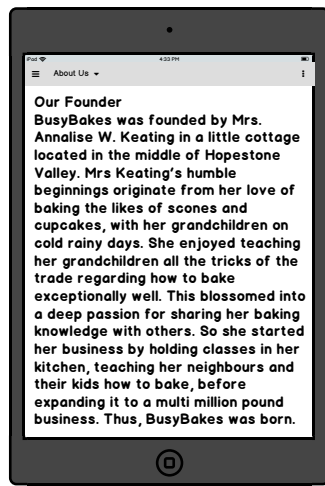 iPad
4:33 PM
About Us
Our Founder
BusyBakes was founded by Mrs.
Annalise W. Keating in a little cottage
located in the middle of Hopestone
Valley. Mrs Keating's humble
beginnings originate from her love of
baking the likes of scones and
cupcakes, with her grandchildren on
cold rainy days. She enjoyed teaching
her grandchildren all the tricks of the
trade regarding how to bake
exceptionally well. This blossomed into
a deep passion for sharing her baking
knowledge with others. So she started
her business by holding classes in her
kitchen, teaching her neighbours and
their kids how to bake, before
expanding it to a multi million pound
business. Thus, BusyBakes was born.